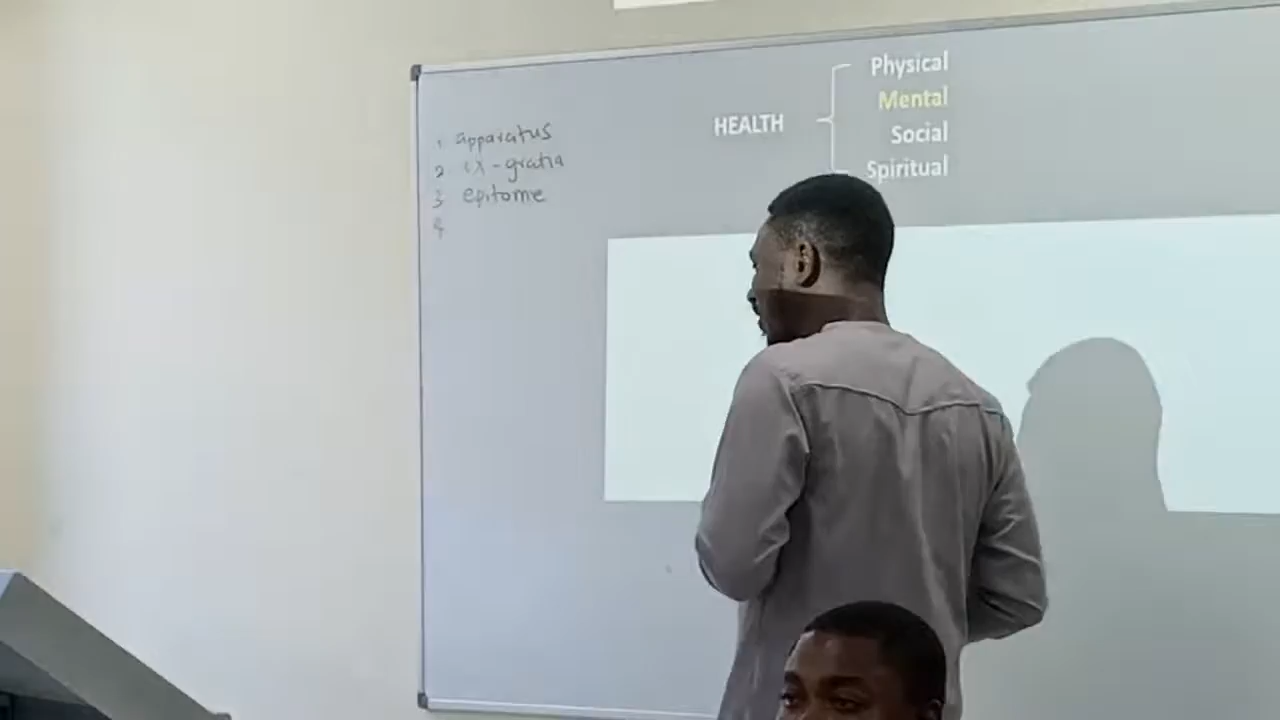 1. apparatus
2 ex-gratia
3 epitome
4
HEALTH
Physical
Mental
Social
Spiritual